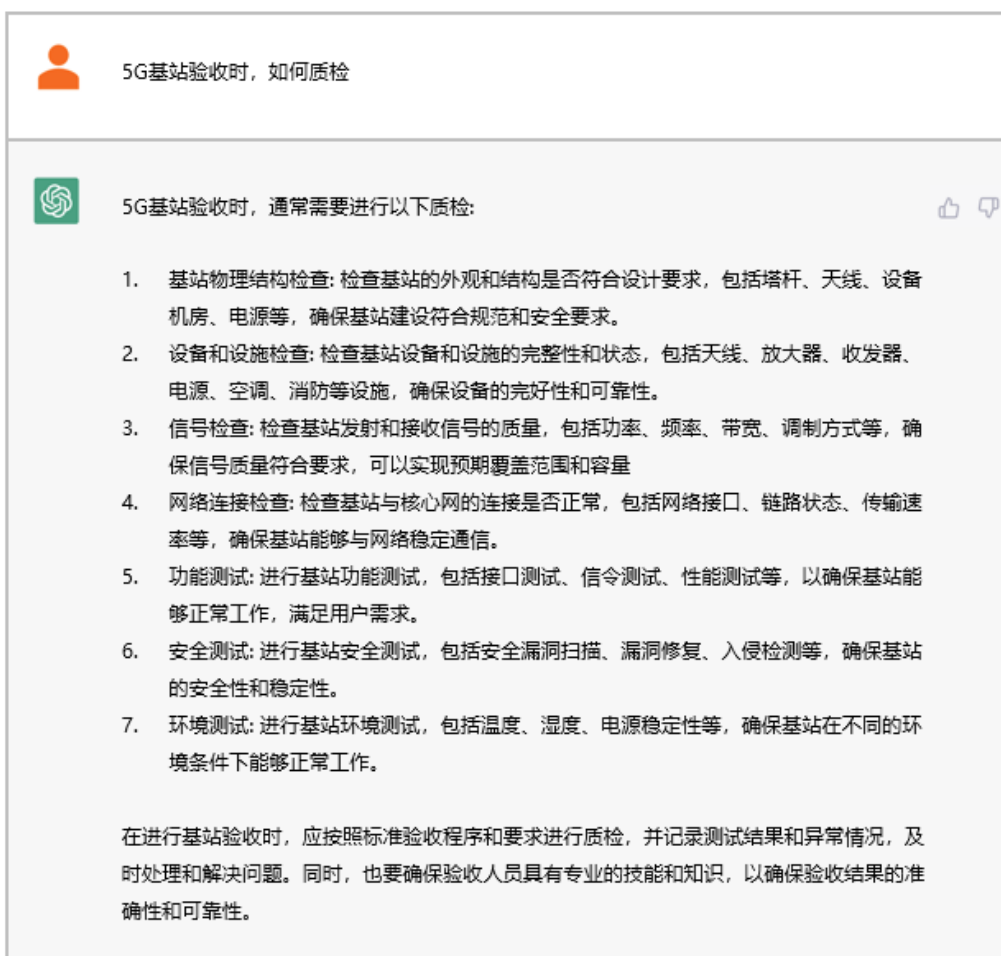 5G基站验收时，如何质检
5G基站验收时，通常需要进行以下质检:
1. 基站物理结构检查: 检查基站的外观和结构是否符合设计要求，包括塔杆、天线、设备
机房、电源等，确保基站建设符合规范和安全要求。
2. 设备和设施检查: 检查基站设备和设施的完整性和状态，包括天线、放大器、收发器、
电源、空调、消防等设施，确保设备的完好性和可靠性。
3. 信号检查: 检查基站发射和接收信号的质量，包括功率、频率、带宽、调制方式等，确
保信号质量符合要求，可以实现预期覆盖范围和容量
4. 网络连接检查: 检查基站与核心网的连接是否正常，包括网络接口、链路状态、传输速
率等，确保基站能够与网络稳定通信。
5. 功能测试: 进行基站功能测试，包括接口测试、信令测试、性能测试等，以确保基站能
够正常工作，满足用户需求。
6. 安全测试: 进行基站安全测试，包括安全漏洞扫描、漏洞修复、入侵检测等，确保基站
的安全性和稳定性。
7. 环境测试: 进行基站环境测试，包括温度、湿度、电源稳定性等，确保基站在不同的环
境条件下能够正常工作。
在进行基站验收时，应按照标准验收程序和要求进行质检，并记录测试结果和异常情况，及
时处理和解决问题。同时，也要确保验收人员具有专业的技能和知识，以确保验收结果的准
确性和可靠性。